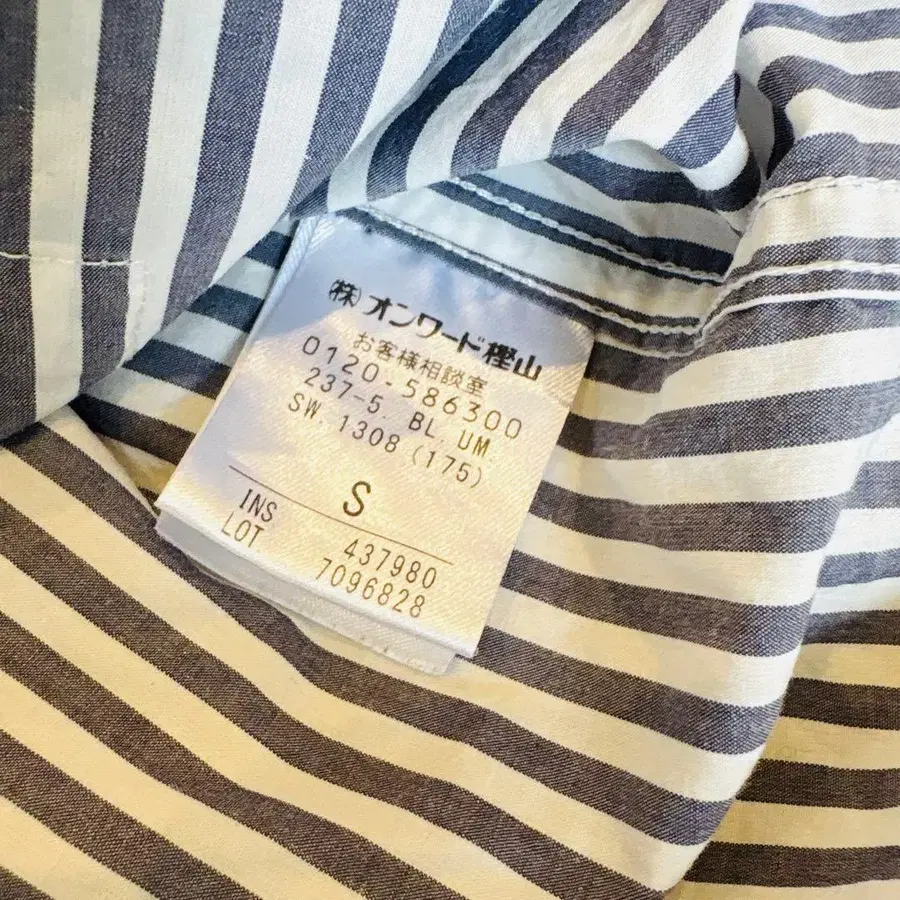 (株)オンワード樫山
お客様相談室
0120-586300
237-5. BL. UM.
SW. 1308 (175)
S
INS 437980
LOT 7096828